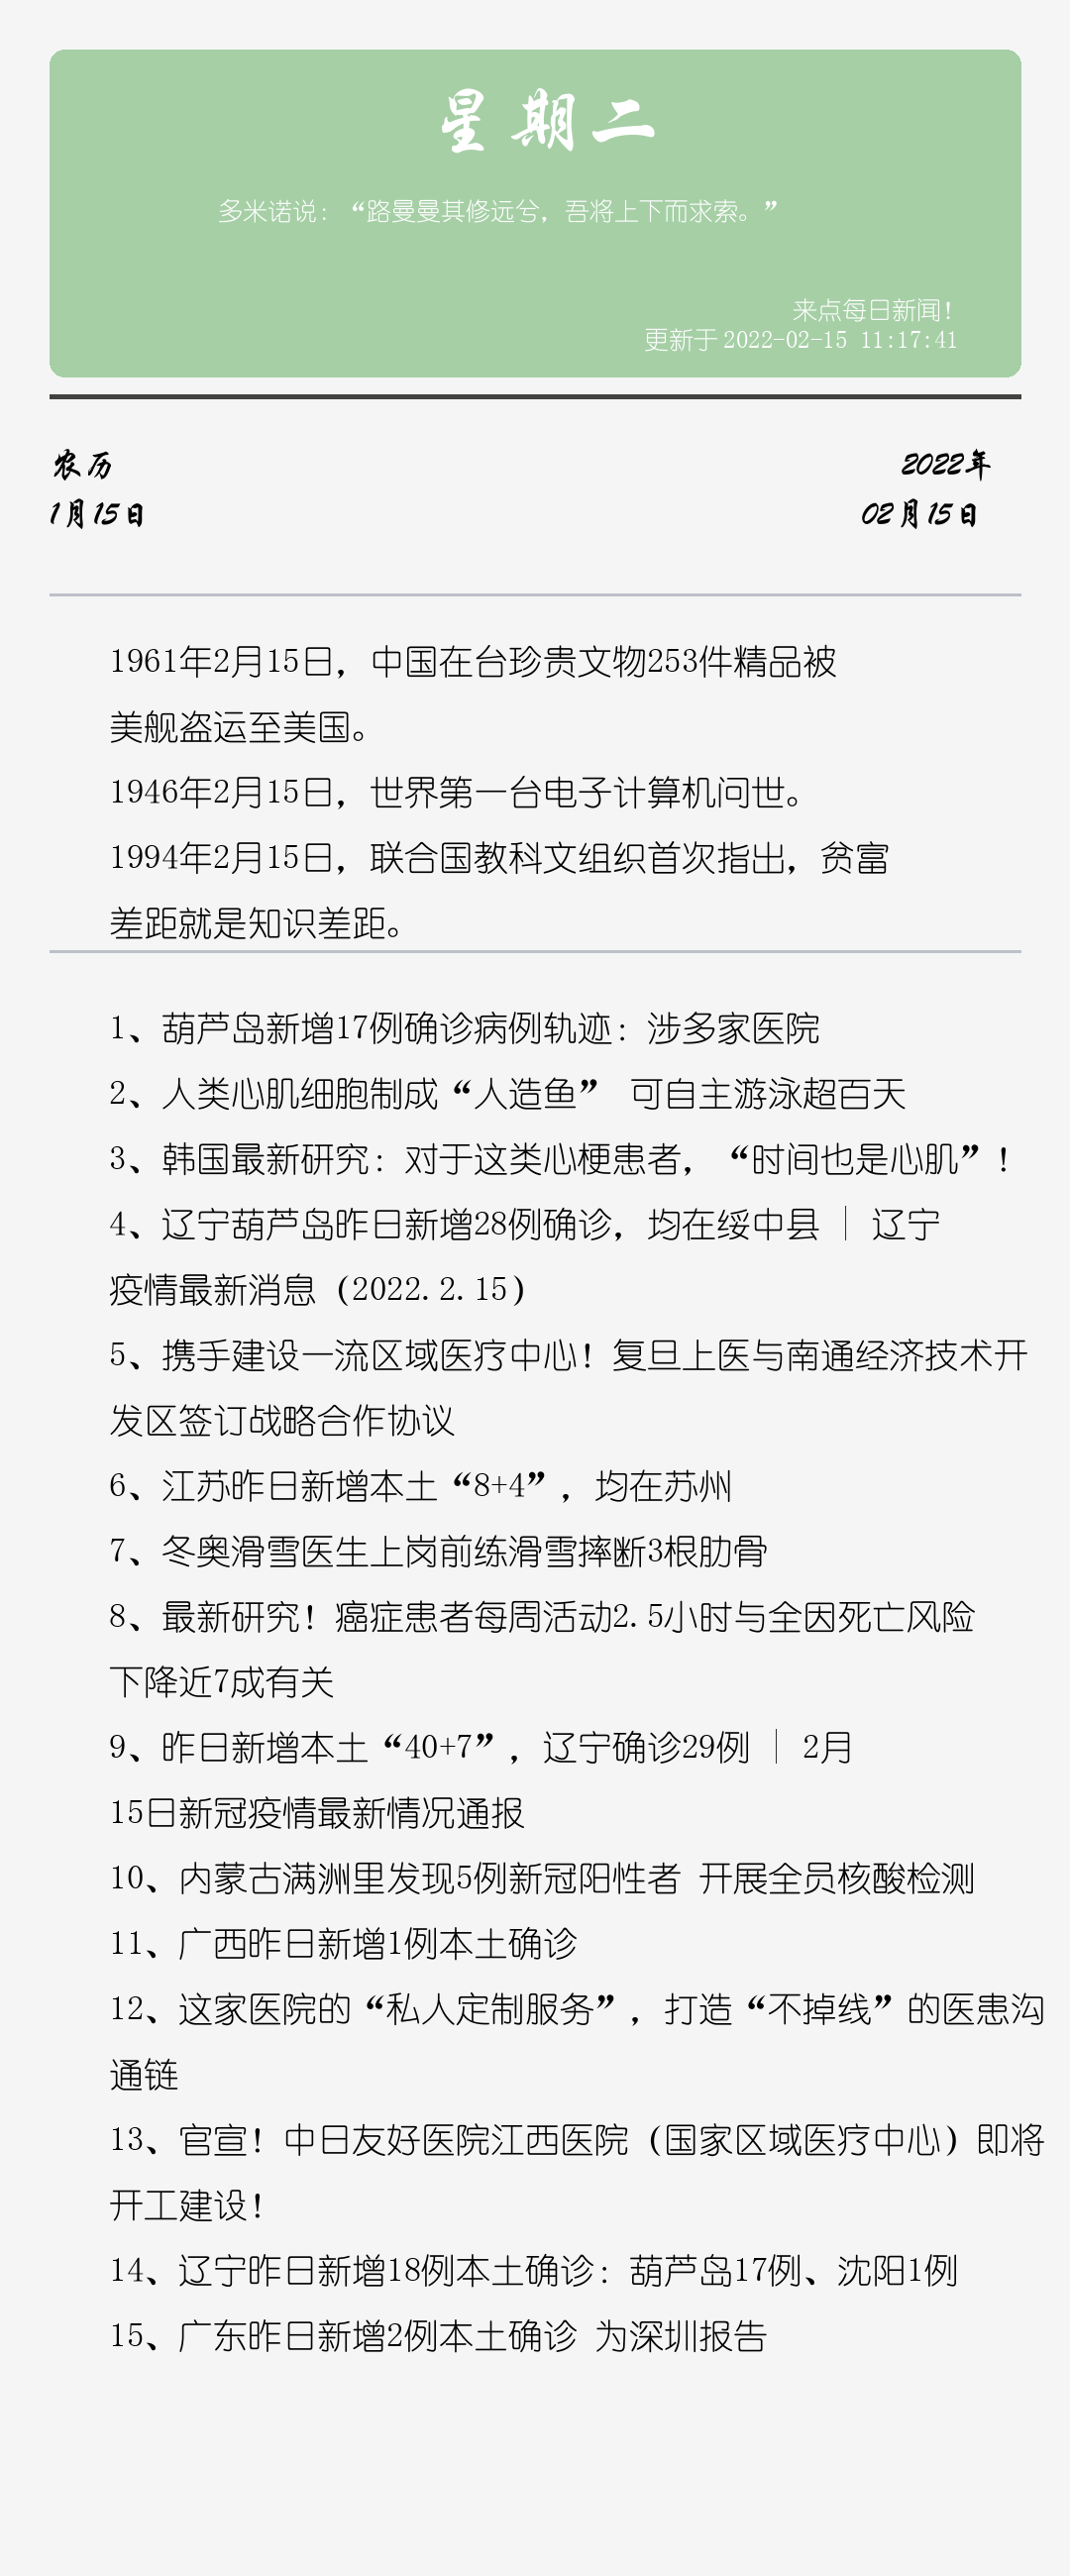 星期二
多米诺说：“路曼曼其修远兮，吾将上下而求索。”
来点每日新闻！
更新于 2022-02-15 11:17:41
农历
2022年
1月15日
02月15日
1961年2月15日，中国在台珍贵文物253件精品被
美舰盗运至美国。
1946年2月15日，世界第一台电子计算机问世。
1994年2月15日，联合国教科文组织首次指出，贫富
差距就是知识差距。
1、葫芦岛新增17例确诊病例轨迹：涉多家医院
2、人类心肌细胞制成“人造鱼” 可自主游泳超百天
3、韩国最新研究：对于这类心梗患者，“时间也是心肌”！
4、辽宁葫芦岛昨日新增28例确诊，均在绥中县 ｜ 辽宁
疫情最新消息（2022.2.15）
5、携手建设一流区域医疗中心！复旦上医与南通经济技术开
发区签订战略合作协议
6、江苏昨日新增本土“8+4”，均在苏州
7、冬奥滑雪医生上岗前练滑雪摔断3根肋骨
8、最新研究！癌症患者每周活动2.5小时与全因死亡风险
下降近7成有关
9、昨日新增本土“40+7”，辽宁确诊29例 ｜ 2月
15日新冠疫情最新情况通报
10、内蒙古满洲里发现5例新冠阳性者 开展全员核酸检测
11、广西昨日新增1例本土确诊
12、这家医院的“私人定制服务”，打造“不掉线”的医患沟
通链
13、官宣！中日友好医院江西医院（国家区域医疗中心）即将
开工建设！
14、辽宁昨日新增18例本土确诊：葫芦岛17例、沈阳1例
15、广东昨日新增2例本土确诊 为深圳报告